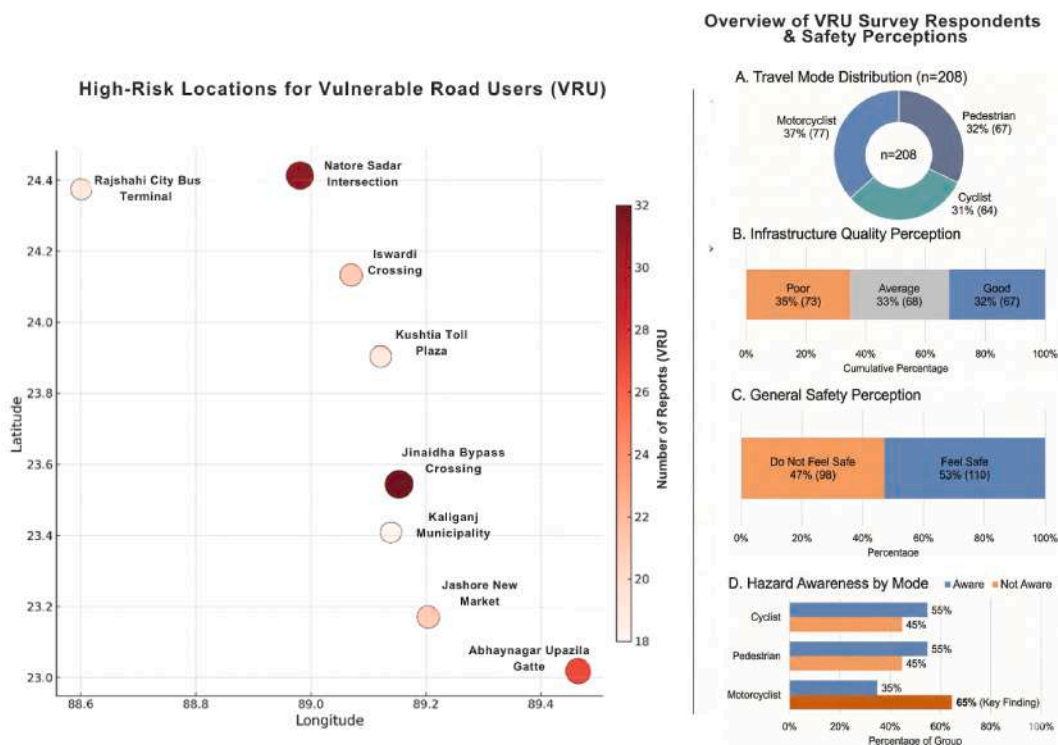 High-Risk Locations for Vulnerable Road Users (VRU)
24.4
24.2
24.0
23.8
23.6
23.4
23.2
23.0
Latitude
88.6
88.8
89.0
89.2
89.4
Longitude
Rajshahi City Bus
Terminal
Natore Sadar
Intersection
Iswardi
Crossing
Kushtia Toll
Plaza
Jinaidha Bypass
Crossing
Kaliganj
Municipality
Jashore New
Market
Abhaynagar Upazila
Gatte
32
30
28
26
24
22
20
18
Number of Reports (VRU
Overview of VRU Survey Respondents
& Safety Perceptions
A. Travel Mode Distribution (n=208)
Motorcyclist
37% (77)
Pedestrian
32% (67)
n=208
Cyclist
31% (64)
B. Infrastructure Quality Perception
Poor
35% (73)
Average
33% (68)
Good
32% (67)
0%
20%
40%
60%
80%
100%
Cumulative Percentage
C. General Safety Perception
Do Not Feel Safe
47% (98)
Feel Safe
53% (110)
0%
20%
40%
60%
80%
100%
Percentage
D. Hazard Awareness by Mode
Aware
Not Aware
Cyclist
55%
45%
Pedestrian
55%
45%
Motorcyclist
35%
65% (Key Finding)
0%
20%
40%
60%
80%
100%
Percentage of Group